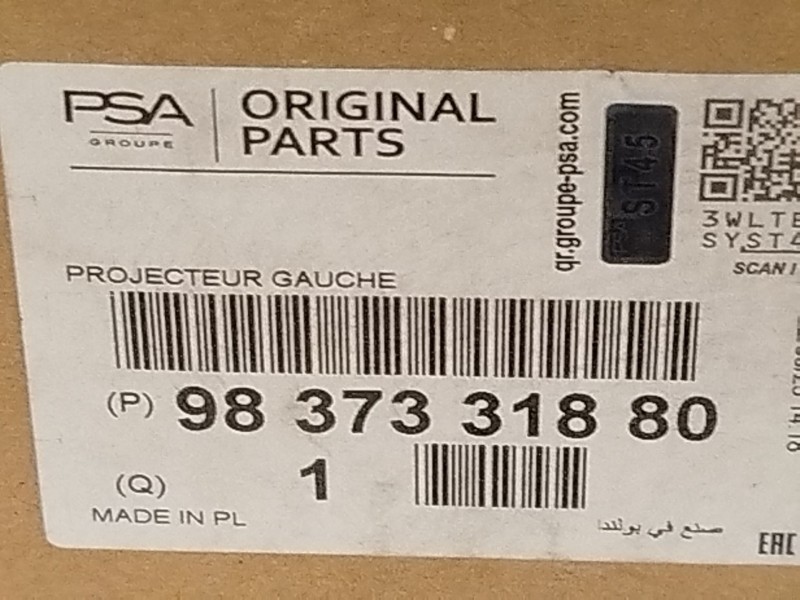 PSA
GROUPE
ORIGINAL
PARTS
qr.groupe-psa.com
ST45
3WLTE
SYST4
SCAN
PROJECTEUR GAUCHE
(P) 98 373 318 80
(Q) 1
MADE IN PL
صنع في بولندا
EAC